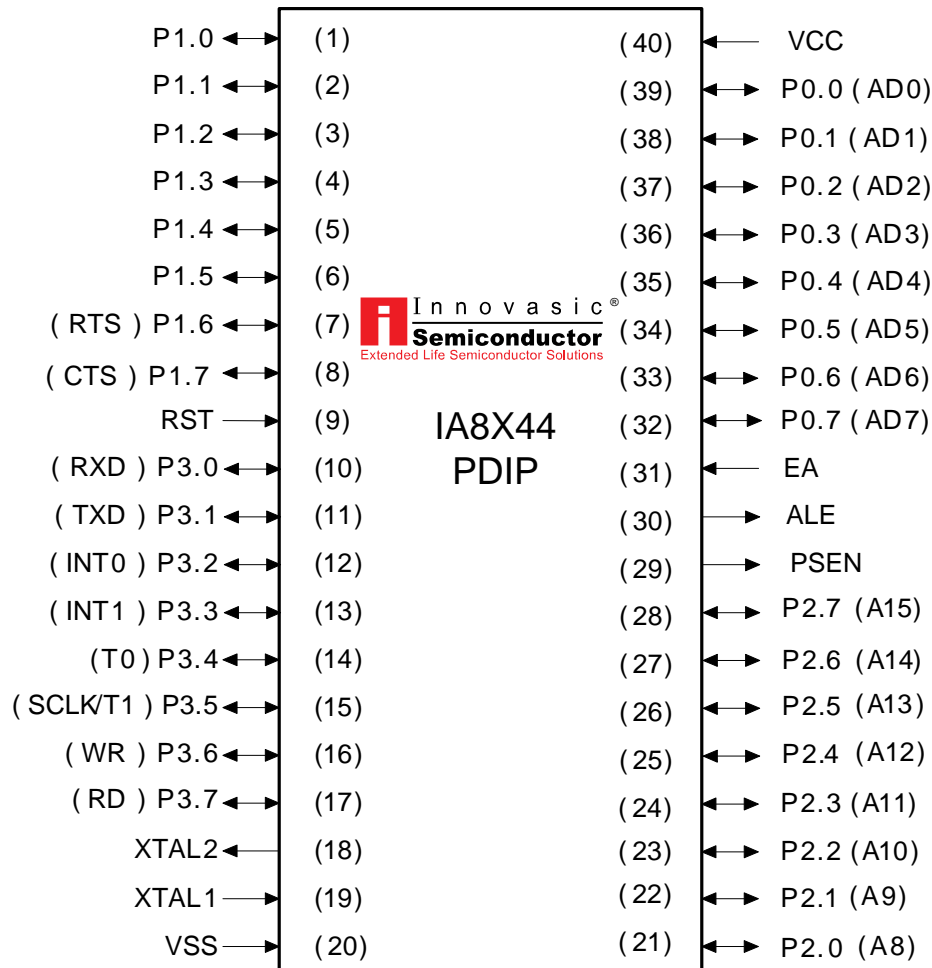 P1.0 (1) (40) VCC
P1.1 (2) (39) P0.0 (AD0)
P1.2 (3) (38) P0.1 (AD1)
P1.3 (4) (37) P0.2 (AD2)
P1.4 (5) (36) P0.3 (AD3)
P1.5 (6) (35) P0.4 (AD4)
Innovasic®
(RTS) P1.6 (7) (34) P0.5 (AD5)
i Semiconductor
Extended Life Semiconductor Solutions
(CTS) P1.7 (8) (33) P0.6 (AD6)
RST (9) IA8X44 (32) P0.7 (AD7)
(RXD) P3.0 (10) PDIP (31) EA
(TXD) P3.1 (11) (30) ALE
(INT0) P3.2 (12) (29) PSEN
(INT1) P3.3 (13) (28) P2.7 (A15)
(T0) P3.4 (14) (27) P2.6 (A14)
(SCLK/T1) P3.5 (15) (26) P2.5 (A13)
(WR) P3.6 (16) (25) P2.4 (A12)
(RD) P3.7 (17) (24) P2.3 (A11)
XTAL2 (18) (23) P2.2 (A10)
XTAL1 (19) (22) P2.1 (A9)
VSS (20) (21) P2.0 (A8)